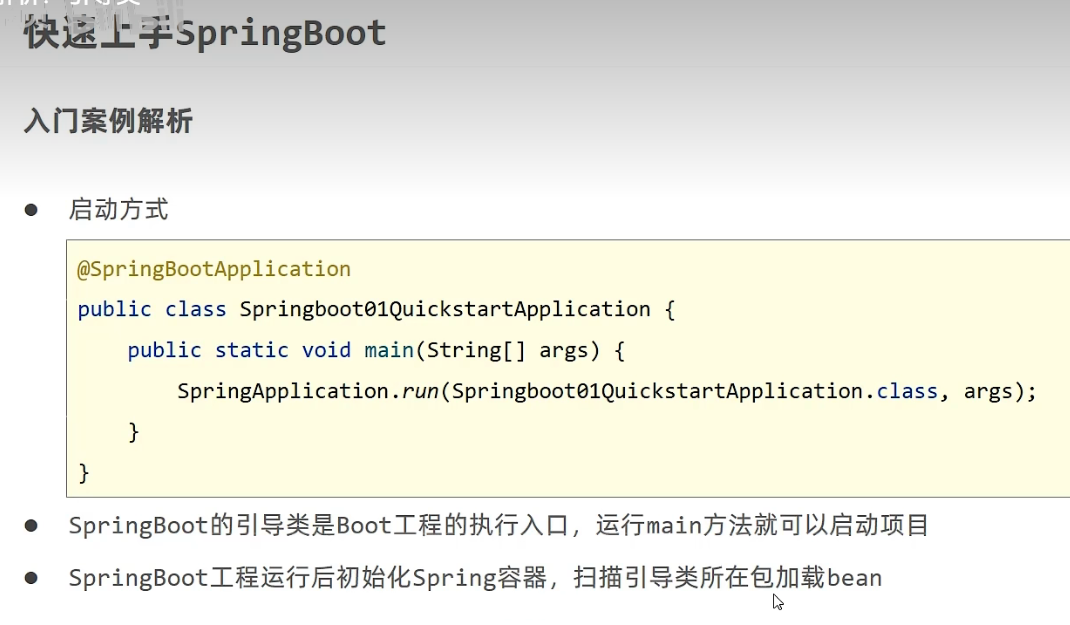 快速上手SpringBoot
入门案例解析
● 启动方式
@SpringBootApplication
public class Springboot01QuickstartApplication {
    public static void main(String[] args) {
        SpringApplication.run(Springboot01QuickstartApplication.class, args);
    }
}
● SpringBoot的引导类是Boot工程的执行入口，运行main方法就可以启动项目
● SpringBoot工程运行后初始化Spring容器，扫描引导类所在包加载bean